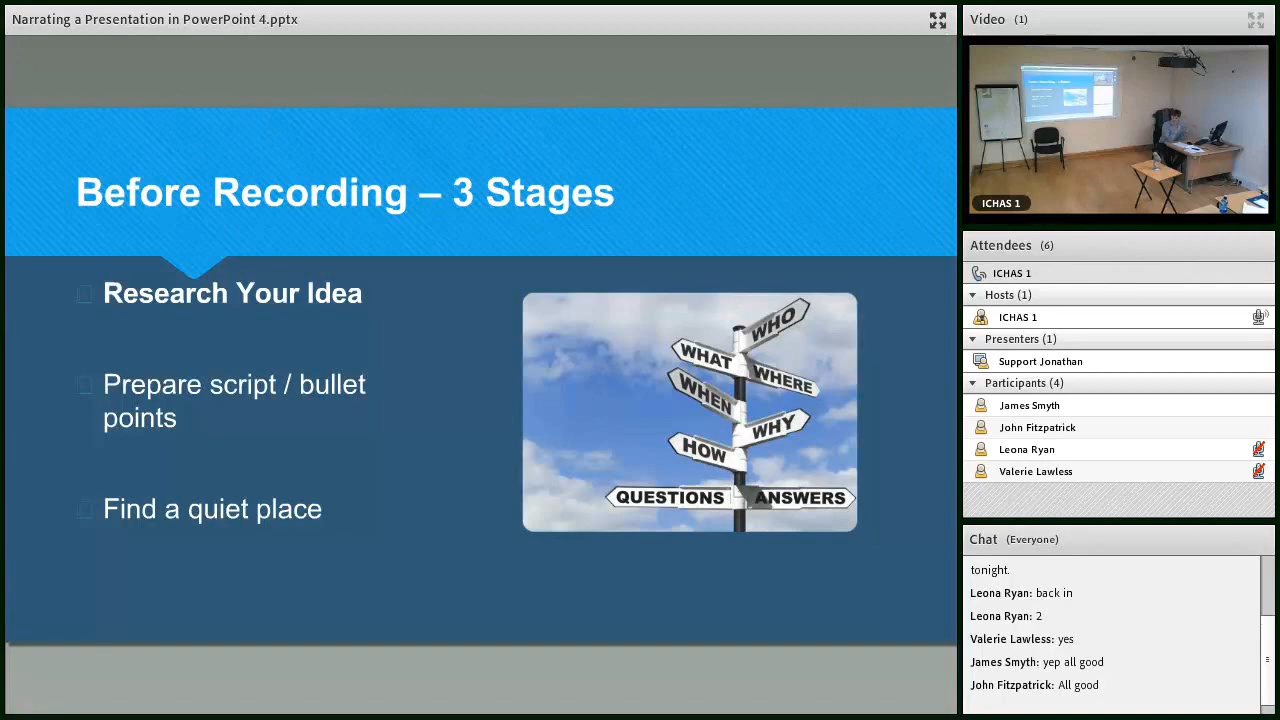 Narrating a Presentation in PowerPoint 4.pptx
Before Recording – 3 Stages
Research Your Idea
Prepare script / bullet
points
Find a quiet place
WHO
WHAT
WHERE
WHEN
WHY
HOW
QUESTIONS ANSWERS
Video (1)
ICHAS 1
Attendees (6)
ICHAS 1
Hosts (1)
ICHAS 1
Presenters (1)
Support Jonathan
Participants (4)
James Smyth
John Fitzpatrick
Leona Ryan
Valerie Lawless
Chat (Everyone)
tonight.
Leona Ryan: back in
Leona Ryan: 2
Valerie Lawless: yes
James Smyth: yep all good
John Fitzpatrick: All good